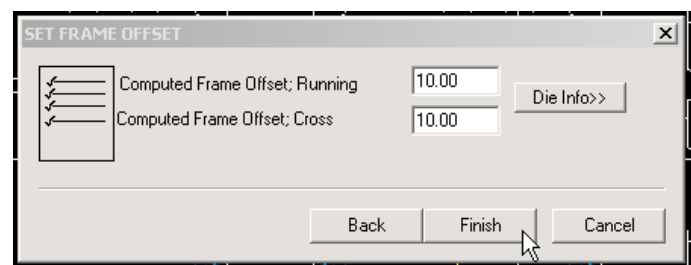 SET FRAME OFFSET
Computed Frame Offset; Running 10.00
Die Info>>
Computed Frame Offset; Cross 10.00
Back Finish Cancel